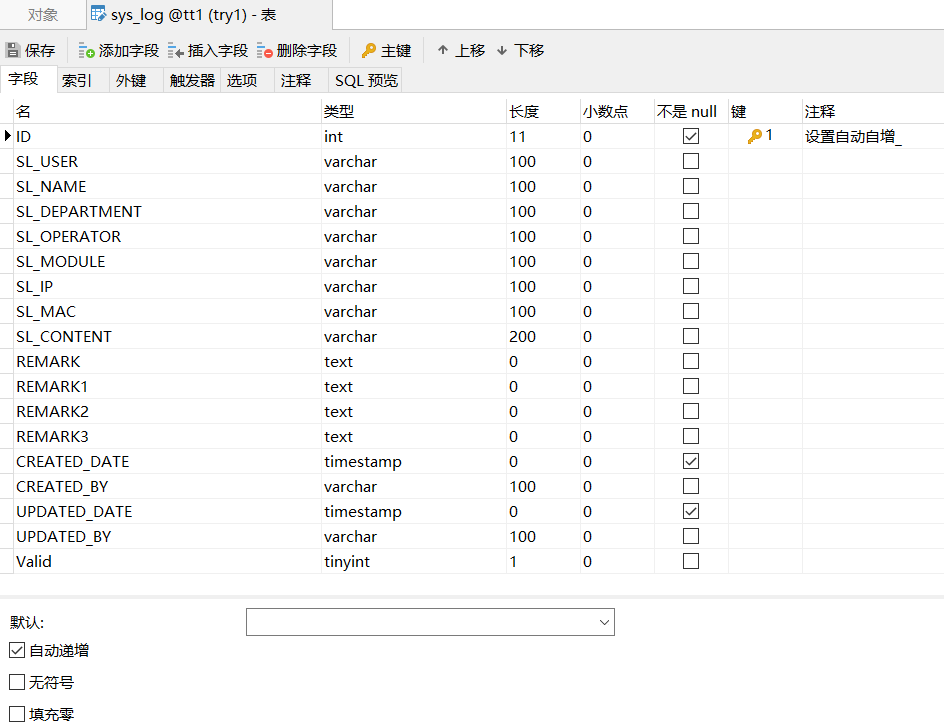 对象 sys_log @tt1 (try1) - 表
保存 添加字段 插入字段 删除字段 主键 上移 下移
字段 索引 外键 触发器 选项 注释 SQL 预览
名 类型 长度 小数点 不是 null 键 注释
ID int 11 0 1 设置自动自增_
SL_USER varchar 100 0
SL_NAME varchar 100 0
SL_DEPARTMENT varchar 100 0
SL_OPERATOR varchar 100 0
SL_MODULE varchar 100 0
SL_IP varchar 100 0
SL_MAC varchar 100 0
SL_CONTENT varchar 200 0
REMARK text 0 0
REMARK1 text 0 0
REMARK2 text 0 0
REMARK3 text 0 0
CREATED_DATE timestamp 0 0
CREATED_BY varchar 100 0
UPDATED_DATE timestamp 0 0
UPDATED_BY varchar 100 0
Valid tinyint 1 0
默认:
自动递增
无符号
填充零